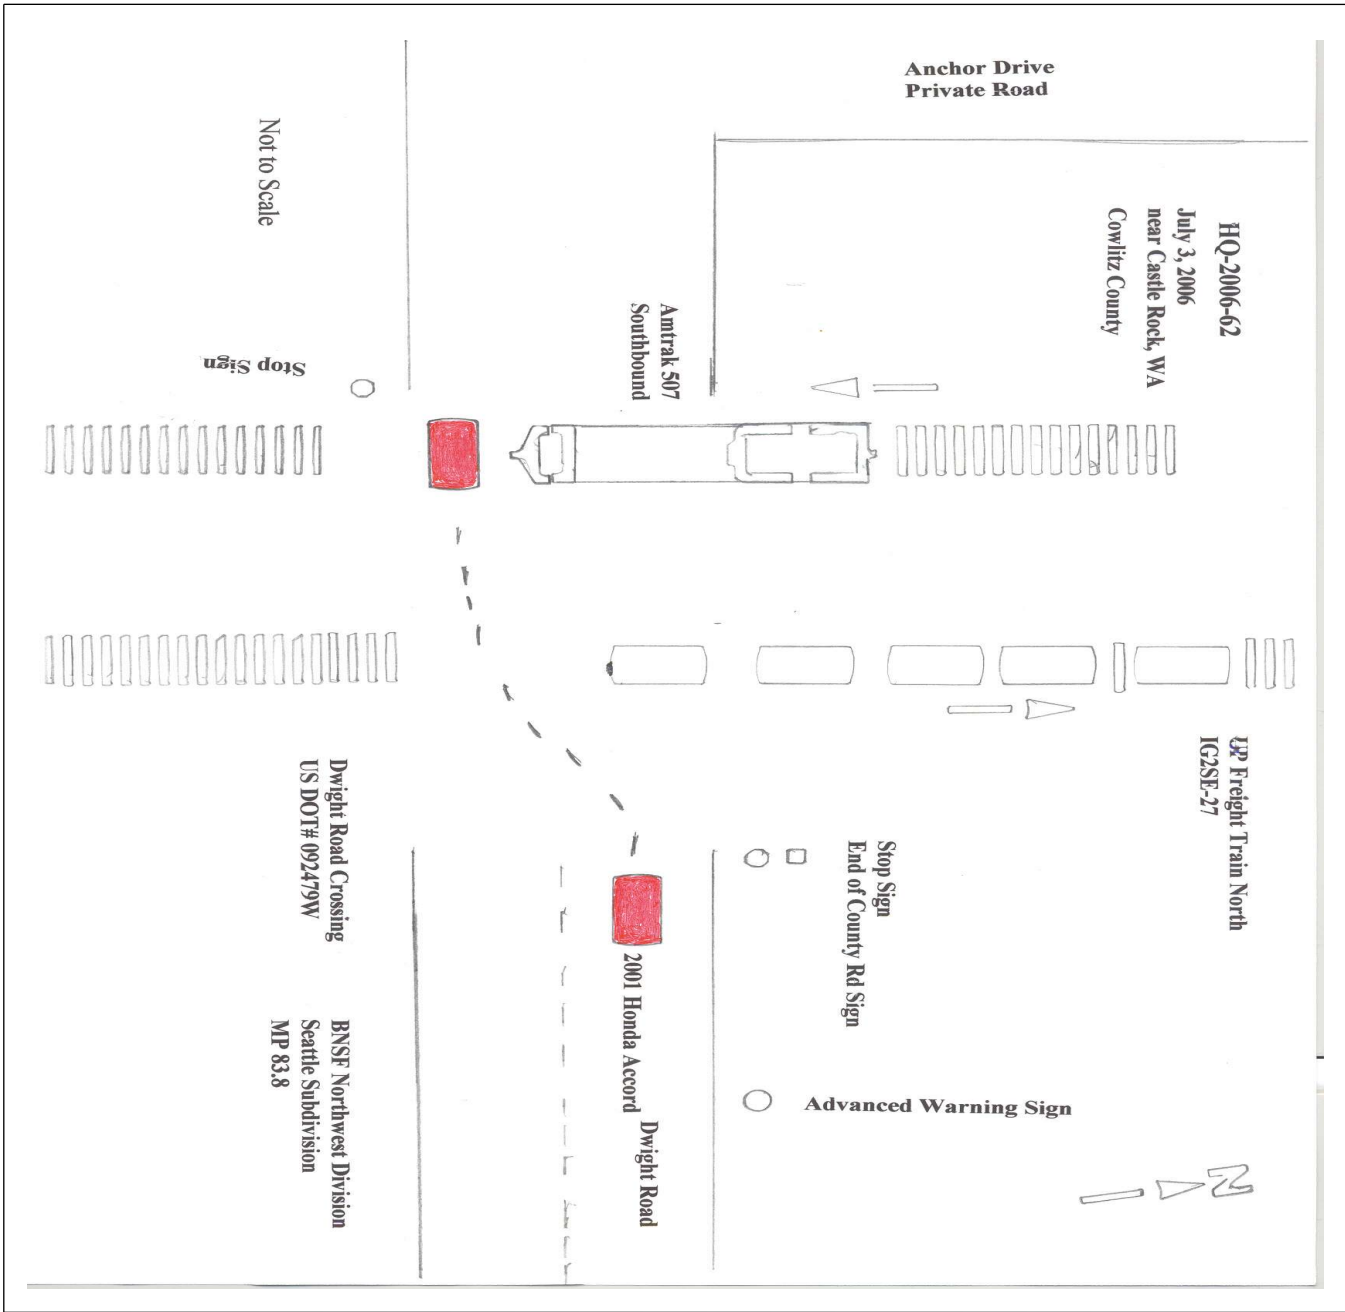 Anchor Drive
Private Road
HQ-2006-62
July 3, 2006
near Castle Rock, WA
Cowlitz County
Not to Scale
Amtrak 507
Southbound
Stop Sign
UP Freight Train North
IG2SE-27
Dwight Road Crossing
US DOT# 092479W
Stop Sign
End of County Rd Sign
2001 Honda Accord
Advanced Warning Sign
Dwight Road
BNSF Northwest Division
Seattle Subdivision
MP 83.8
N